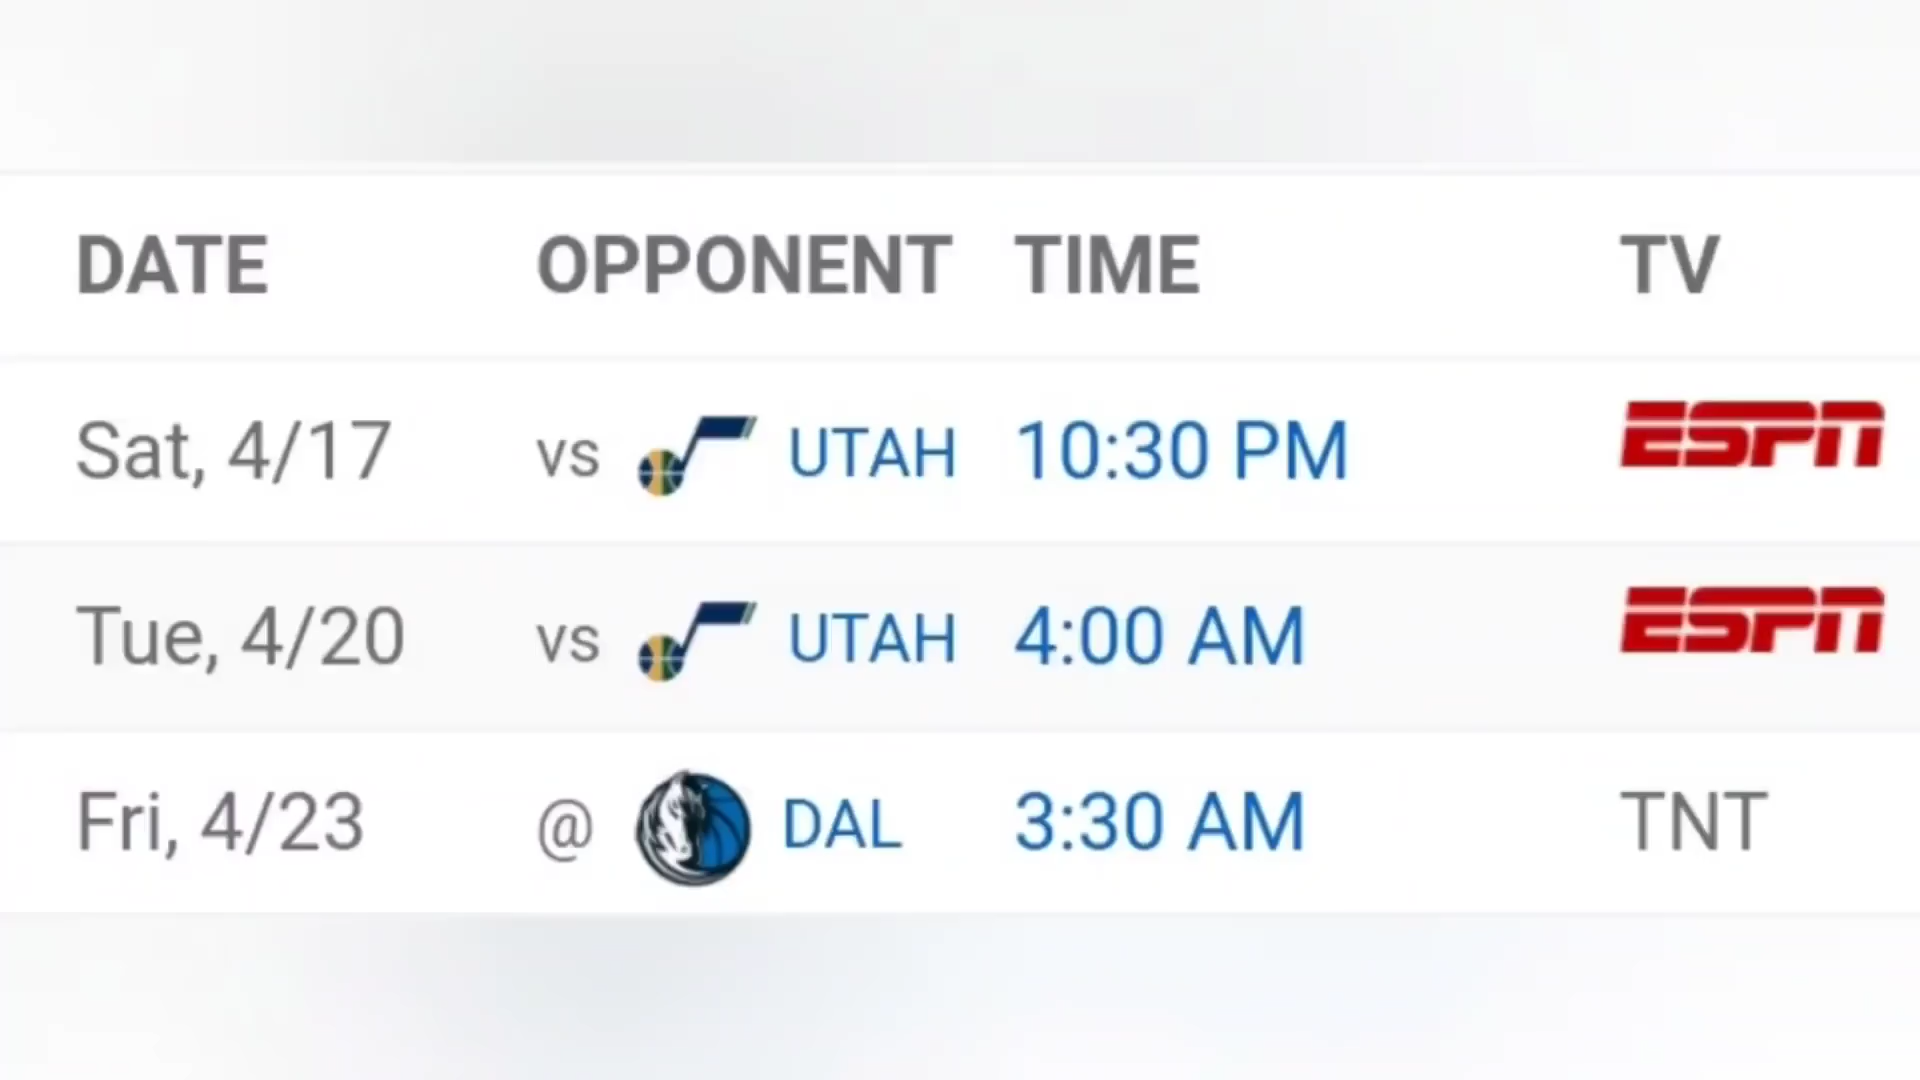 DATE OPPONENT TIME TV
Sat, 4/17 vs UTAH 10:30 PM ESPN
Tue, 4/20 vs UTAH 4:00 AM ESPN
Fri, 4/23 @ DAL 3:30 AM TNT